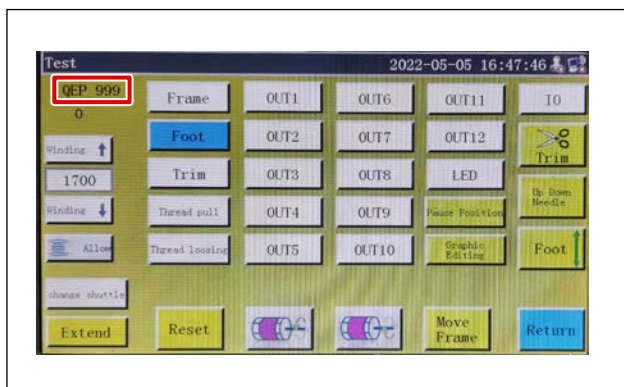 Test 2022-05-05 16:47:46
QEP 999 Frame OUT1 OUT6 OUT11 IO
0
Winding Foot OUT2 OUT7 OUT12 Trim
1700 Trim OUT3 OUT8 LED Up Down
Needle
Winding Thread pull OUT4 OUT9 Pause Position
Allow Thread loosing OUT5 OUT10 Graphic
Editing Foot
change shuttle
Extend Reset Move
Frame Return